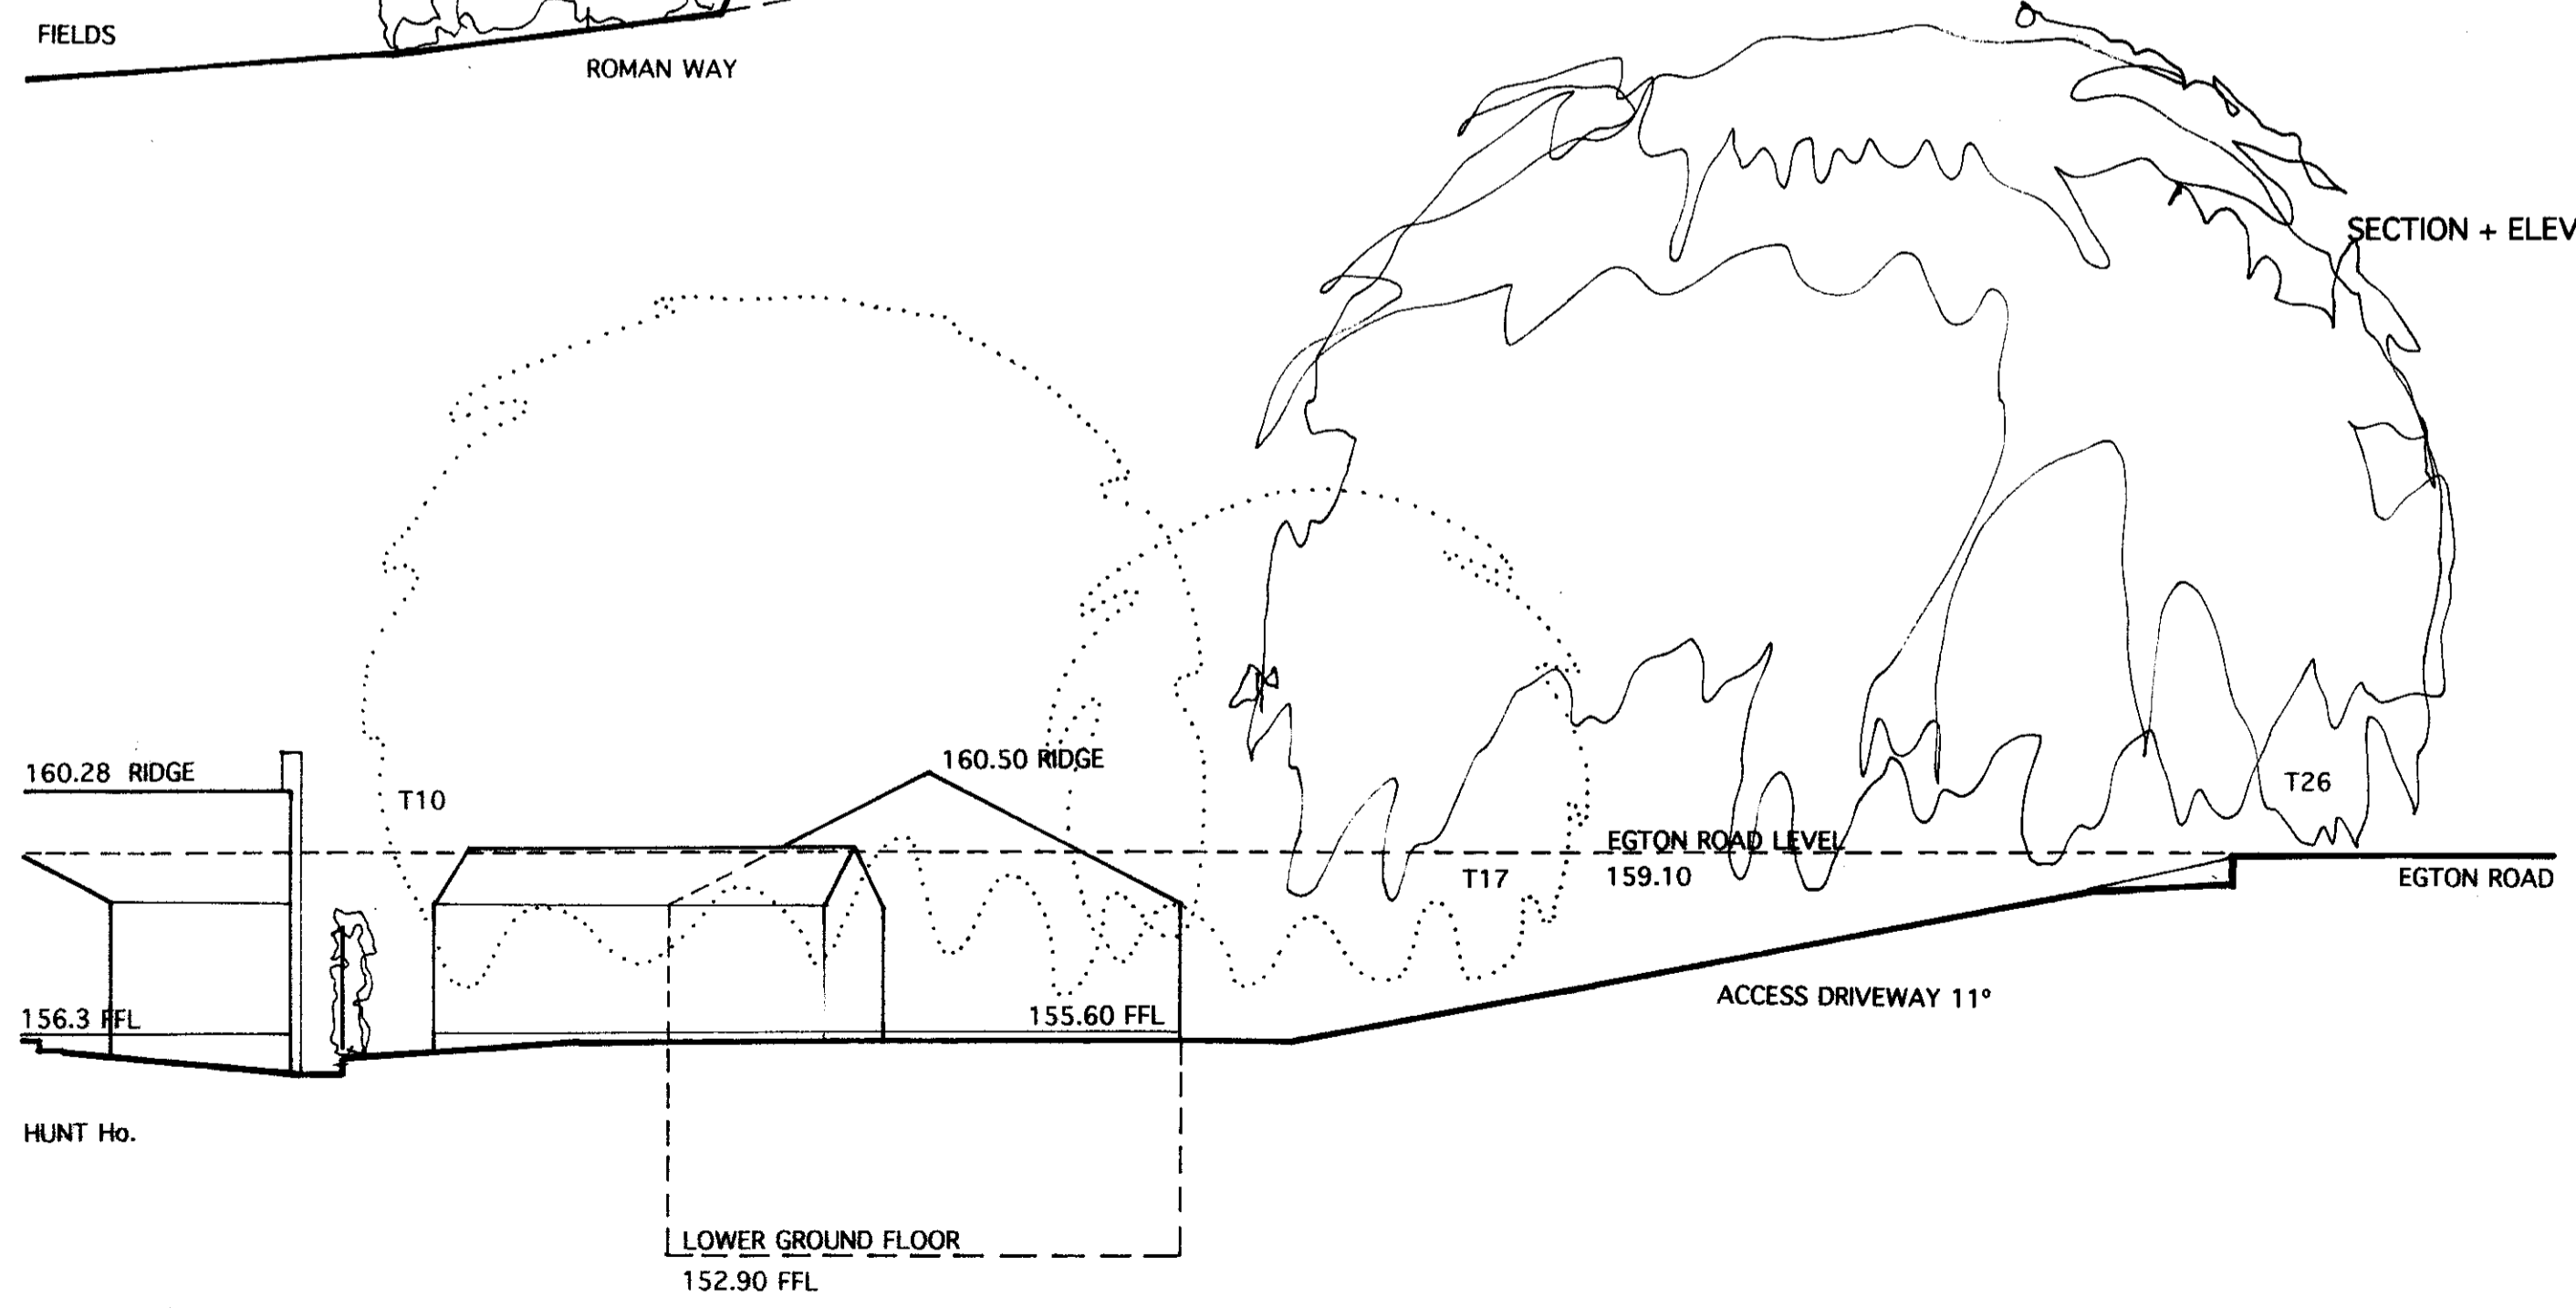 FIELDS
ROMAN WAY
SECTION + ELEV
160.28 RIDGE
160.50 RIDGE
T10
T26
EGTON ROAD LEVEL
159.10
T17
EGTON ROAD
156.3 FFL
155.60 FFL
ACCESS DRIVEWAY 11º
HUNT Ho.
LOWER GROUND FLOOR
152.90 FFL